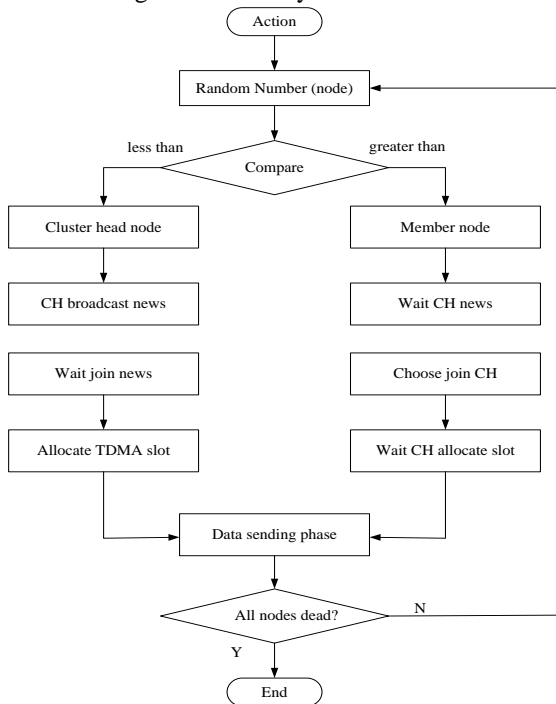 Action
Random Number (node)
less than
greater than
Compare
Cluster head node
Member node
CH broadcast news
Wait CH news
Wait join news
Choose join CH
Allocate TDMA slot
Wait CH allocate slot
Data sending phase
All nodes dead?
N
Y
End